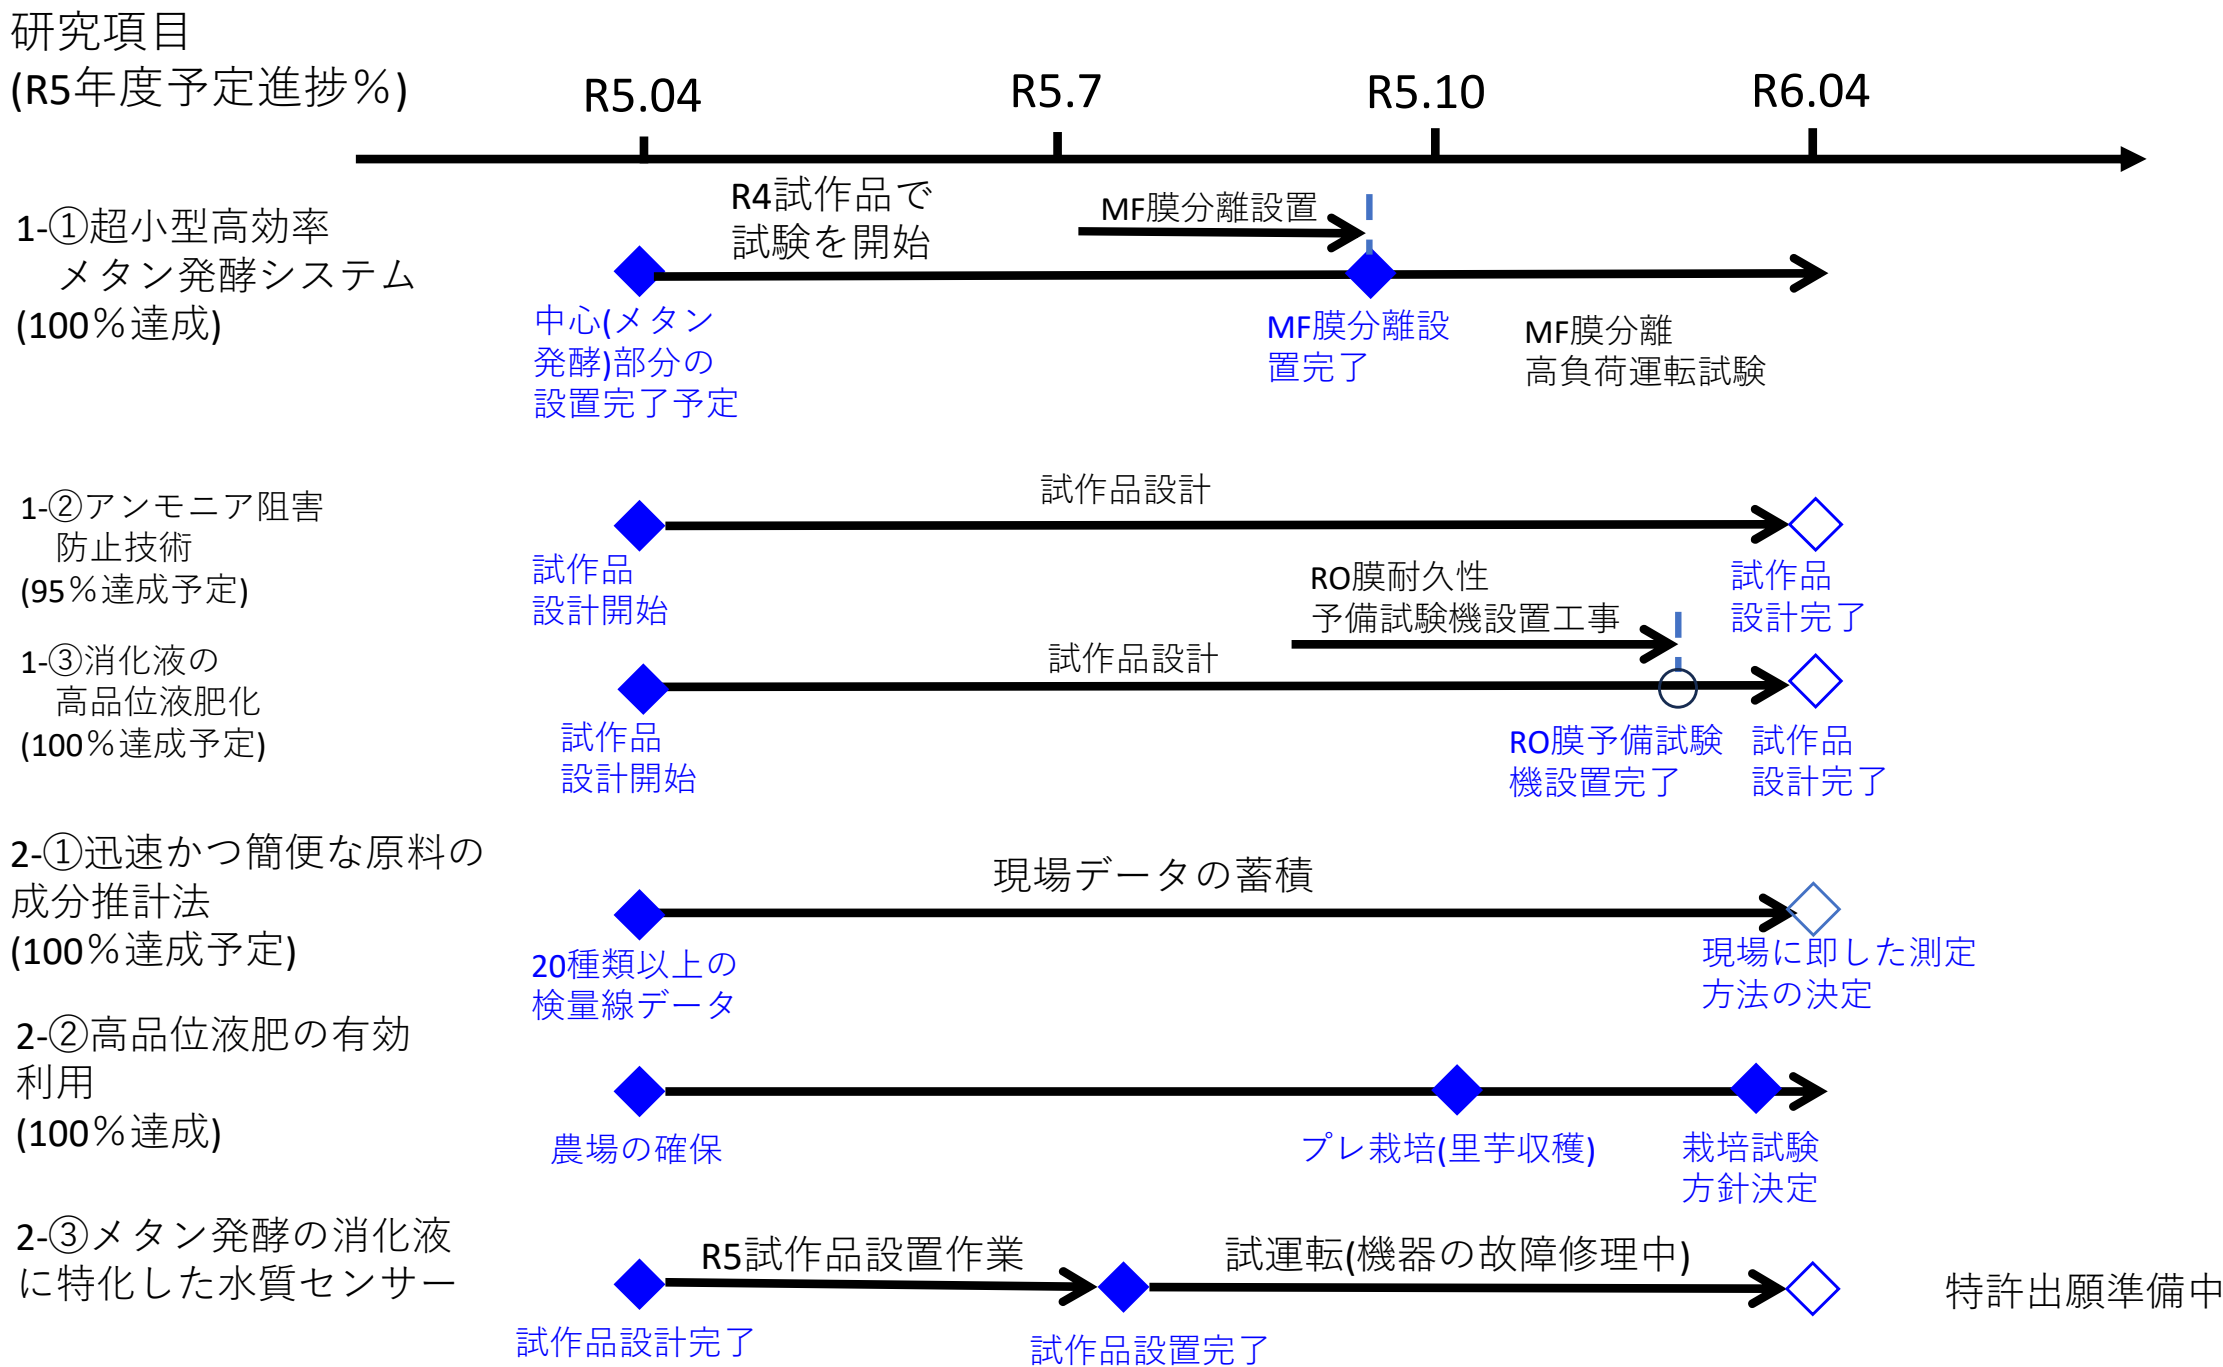 研究項目
(R5年度予定進捗％)
R5.04
R5.7
R5.10
R6.04
1-①超小型高効率
メタン発酵システム
(100％達成)
R4試作品で
試験を開始
MF膜分離設置
中心(メタン
発酵)部分の
設置完了予定
MF膜分離設
置完了
MF膜分離
高負荷運転試験
1-②アンモニア阻害
防止技術
(95％達成予定)
試作品設計
試作品
設計開始
試作品
設計完了
1-③消化液の
高品位液肥化
(100％達成予定)
RO膜耐久性
予備試験機設置工事
試作品設計
試作品
設計開始
RO膜予備試験
機設置完了
試作品
設計完了
2-①迅速かつ簡便な原料の
成分推計法
(100％達成予定)
現場データの蓄積
20種類以上の
検量線データ
現場に即した測定
方法の決定
2-②高品位液肥の有効
利用
(100％達成)
農場の確保
プレ栽培(里芋収穫)
栽培試験
方針決定
2-③メタン発酵の消化液
に特化した水質センサー
R5試作品設置作業
試運転(機器の故障修理中)
特許出願準備中
試作品設計完了
試作品設置完了